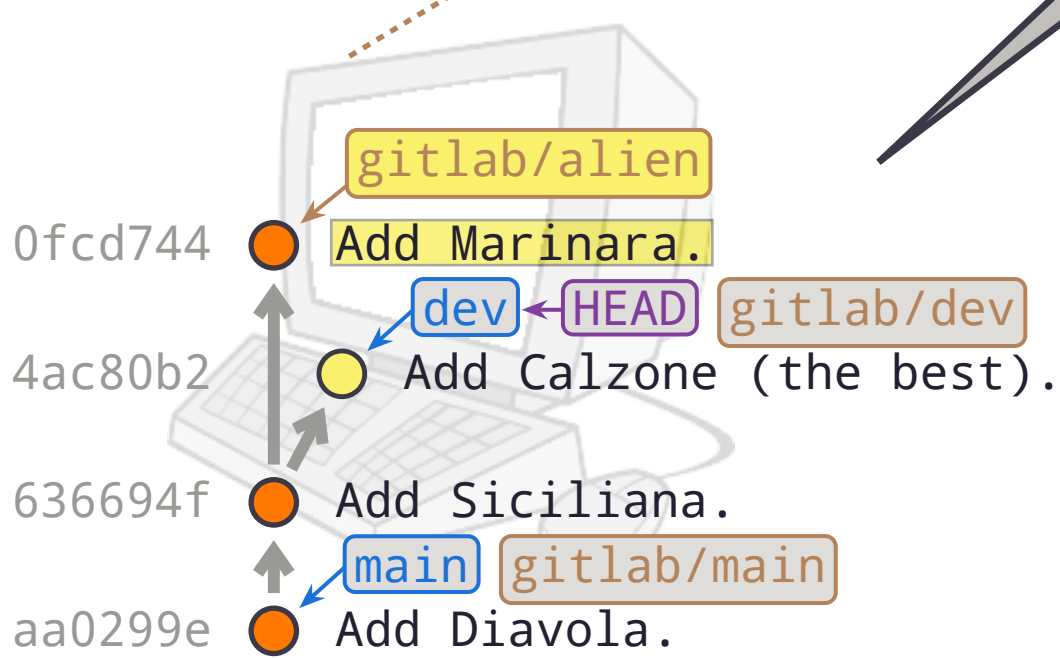 gitlab/alien
0fcd744 Add Marinara.
dev HEAD gitlab/dev
4ac80b2 Add Calzone (the best).
636694f Add Siciliana.
main gitlab/main
aa0299e Add Diavola.